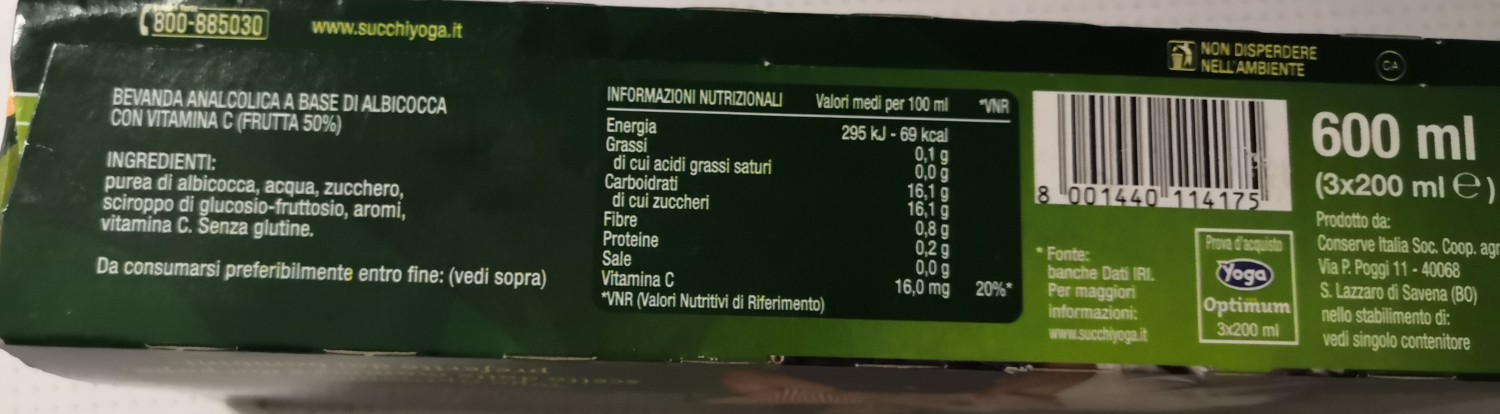 800-885030
www.succhiyoga.it
BEVANDA ANALCOLICA A BASE DI ALBICOCCA
CON VITAMINA C (FRUTTA 50%)
INGREDIENTI:
purea di albicocca, acqua, zucchero,
sciroppo di glucosio-fruttosio, aromi,
vitamina C. Senza glutine.
Da consumarsi preferibilmente entro fine: (vedi sopra)
INFORMAZIONI NUTRIZIONALI Valori medi per 100 ml *VNR
Energia 295 kJ - 69 kcal
Grassi 0,1 g
di cui acidi grassi saturi 0,0 g
Carboidrati 16,1 g
di cui zuccheri 16,1 g
Fibre 0,8 g
Proteine 0,2 g
Sale 0,0 g
Vitamina C 16,0 mg 20%*
*VNR (Valori Nutritivi di Riferimento)
NON DISPERDERE
NELL'AMBIENTE
CA
8 001440 114175
* Fonte:
banche Dati IRI.
Per maggiori
informazioni:
www.succhiyoga.it
Prova d'acquisto
Yoga
Optimum
3x200 ml
600 ml
(3x200 ml ℮)
Prodotto da:
Conserve Italia Soc. Coop. agr
Via P. Poggi 11 - 40068
S. Lazzaro di Savena (BO)
nello stabilimento di:
vedi singolo contenitore